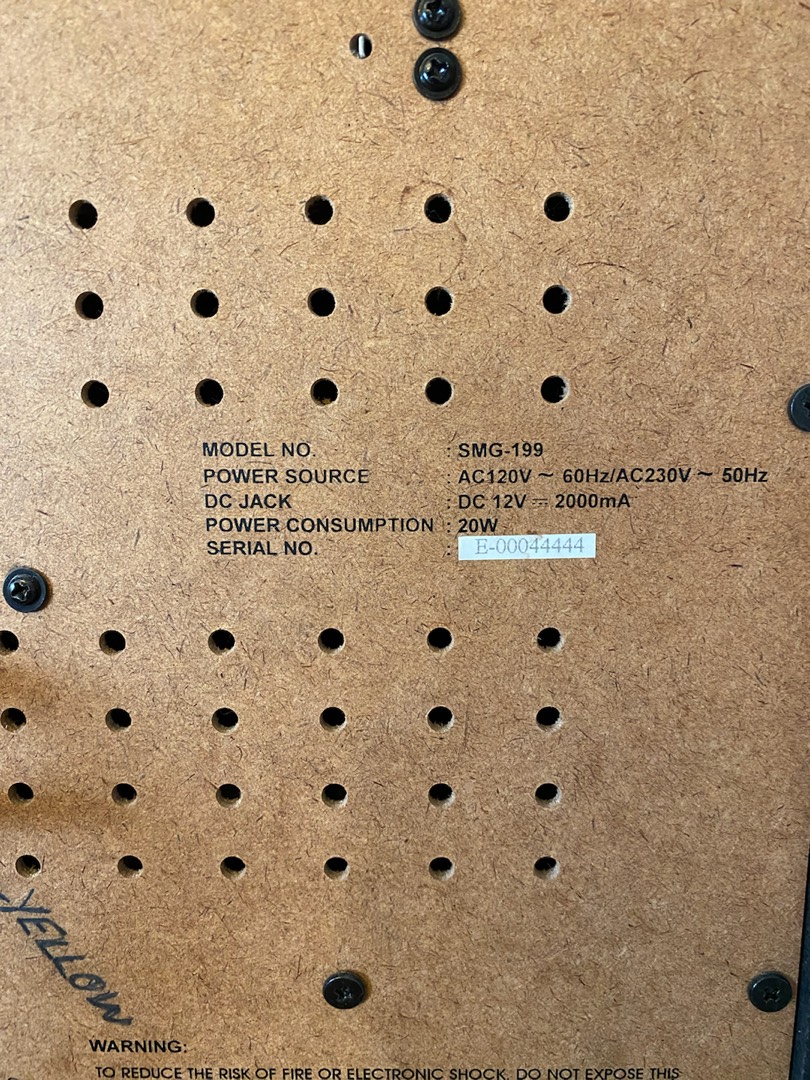 MODEL NO. : SMG-199
POWER SOURCE : AC120V ~ 60Hz/AC230V ~ 50Hz
DC JACK : DC 12V ⎓ 2000mA
POWER CONSUMPTION : 20W
SERIAL NO. : E-00044444
YELLOW
WARNING:
TO REDUCE THE RISK OF FIRE OR ELECTRONIC SHOCK, DO NOT EXPOSE THIS